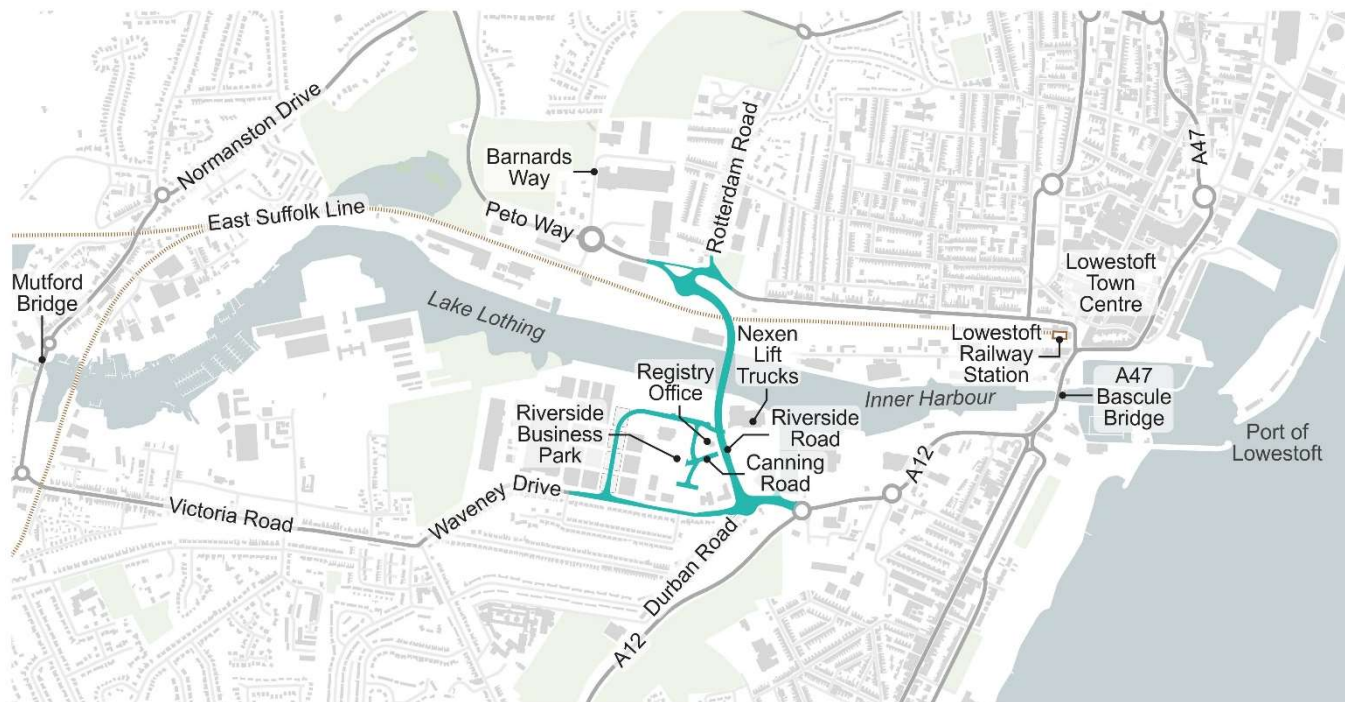 Normanston Drive
A47
Barnards
Way
Rotterdam Road
East Suffolk Line
Peto Way
Mutford
Bridge
Lowestoft
Town
Centre
Lake Lothing
Nexen
Lift
Trucks
Lowestoft
Railway
Station
Registry
Office
A47
Bascule
Bridge
Inner Harbour
Riverside
Business
Park
Riverside
Road
Port of
Lowestoft
Canning
Road
A12
Waveney Drive
Victoria Road
Durban Road
A12